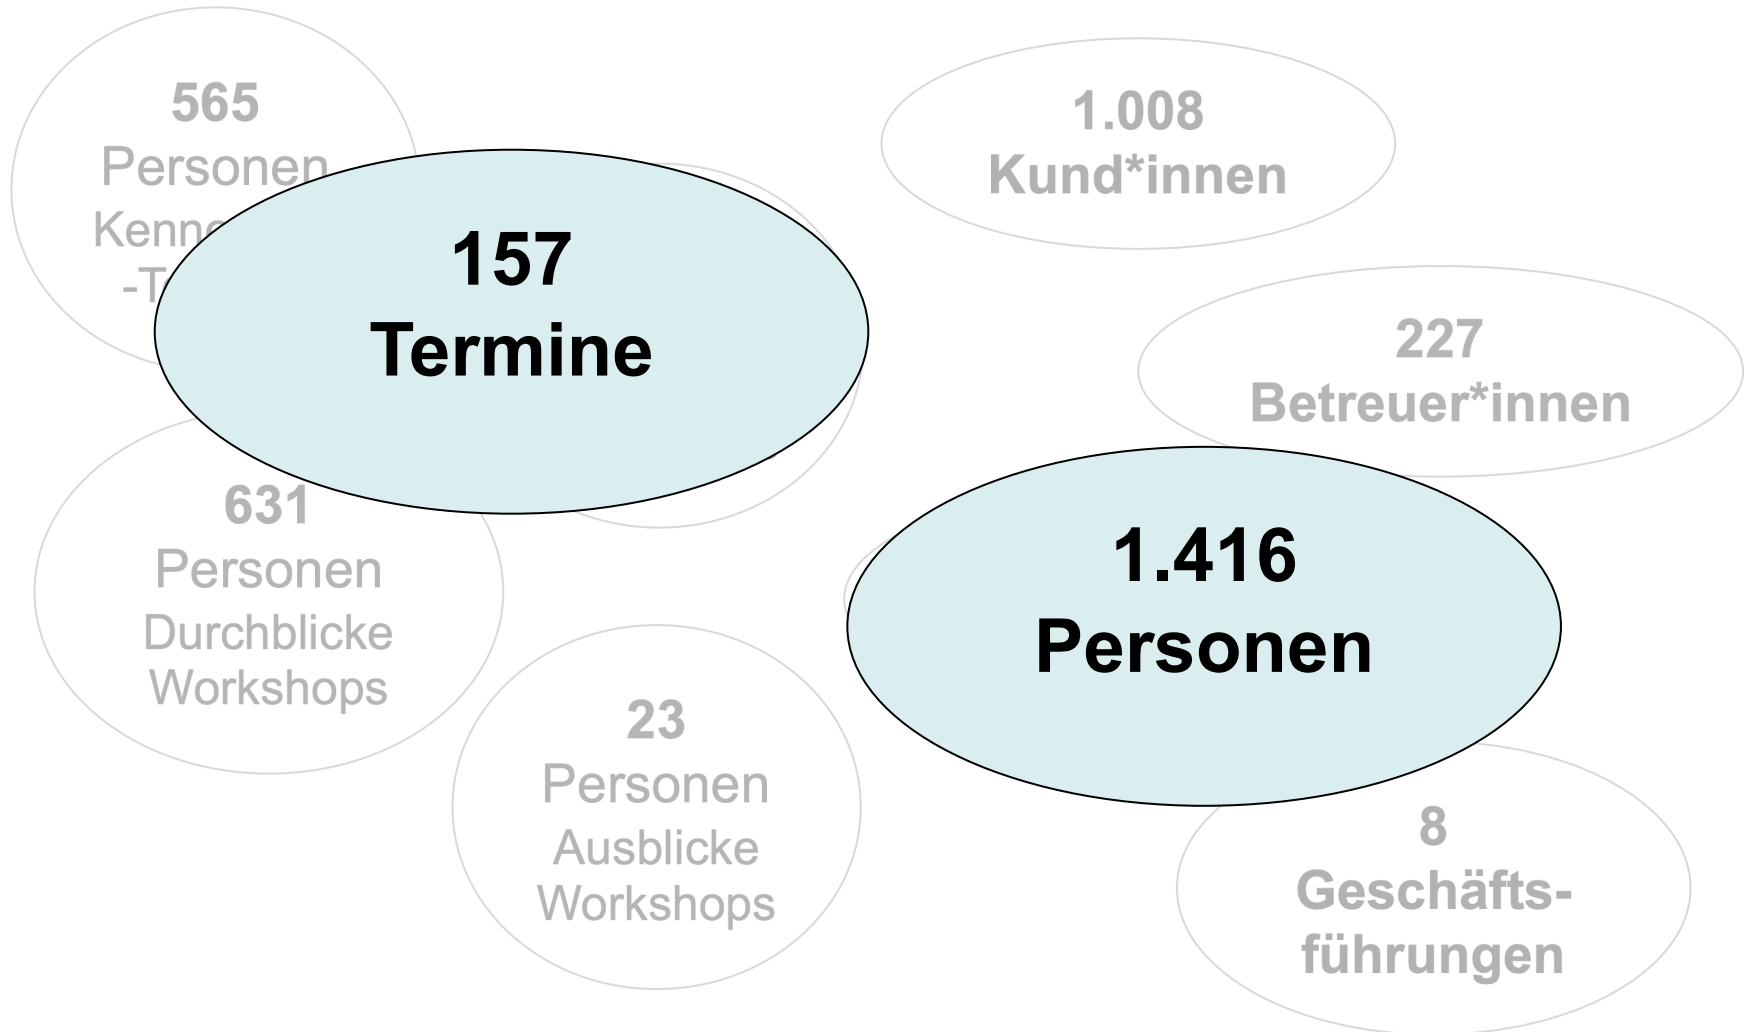 565
Personen
157
Termine
631
Personen
Durchblicke
Workshops
23
Personen
Ausblicke
Workshops
1.008
Kund*innen
227
Betreuer*innen
1.416
Personen
8
Geschäfts-
führungen